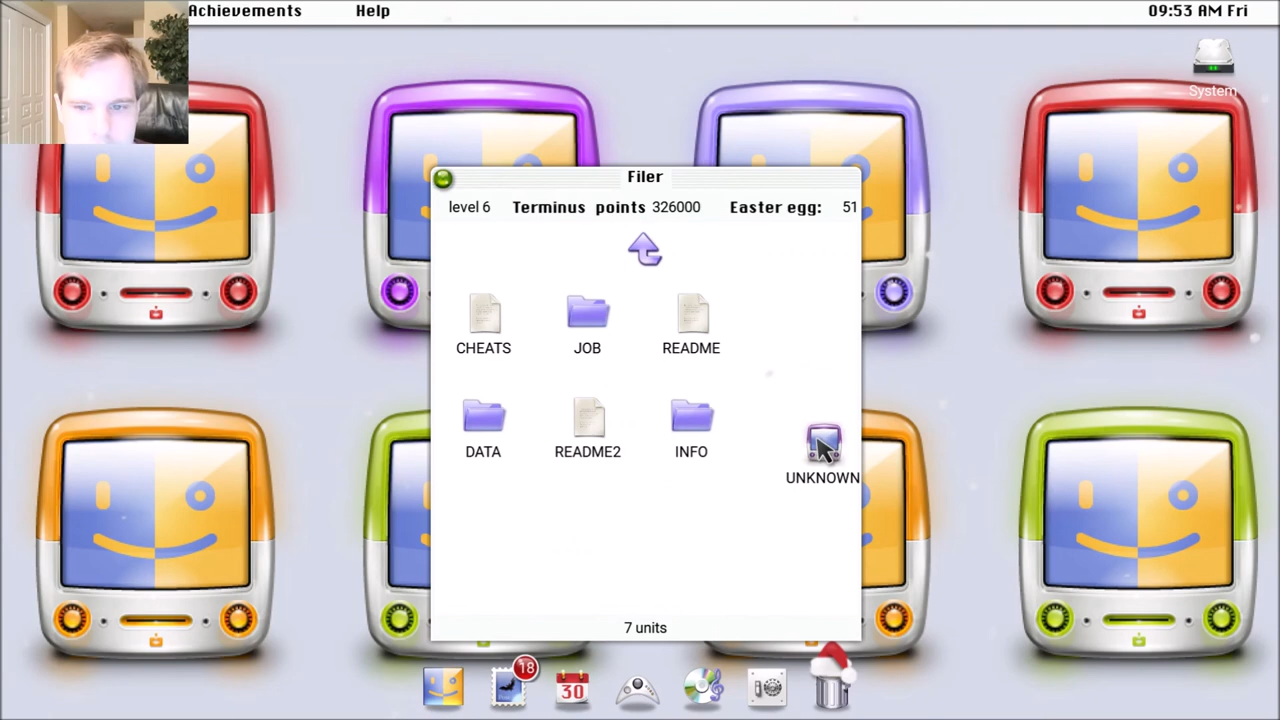 Achievements Help 09:53 AM Fri
System
Filer
level 6 Terminus points 326000 Easter egg: 51
CHEATS JOB README
DATA README2 INFO UNKNOWN
7 units
18
30